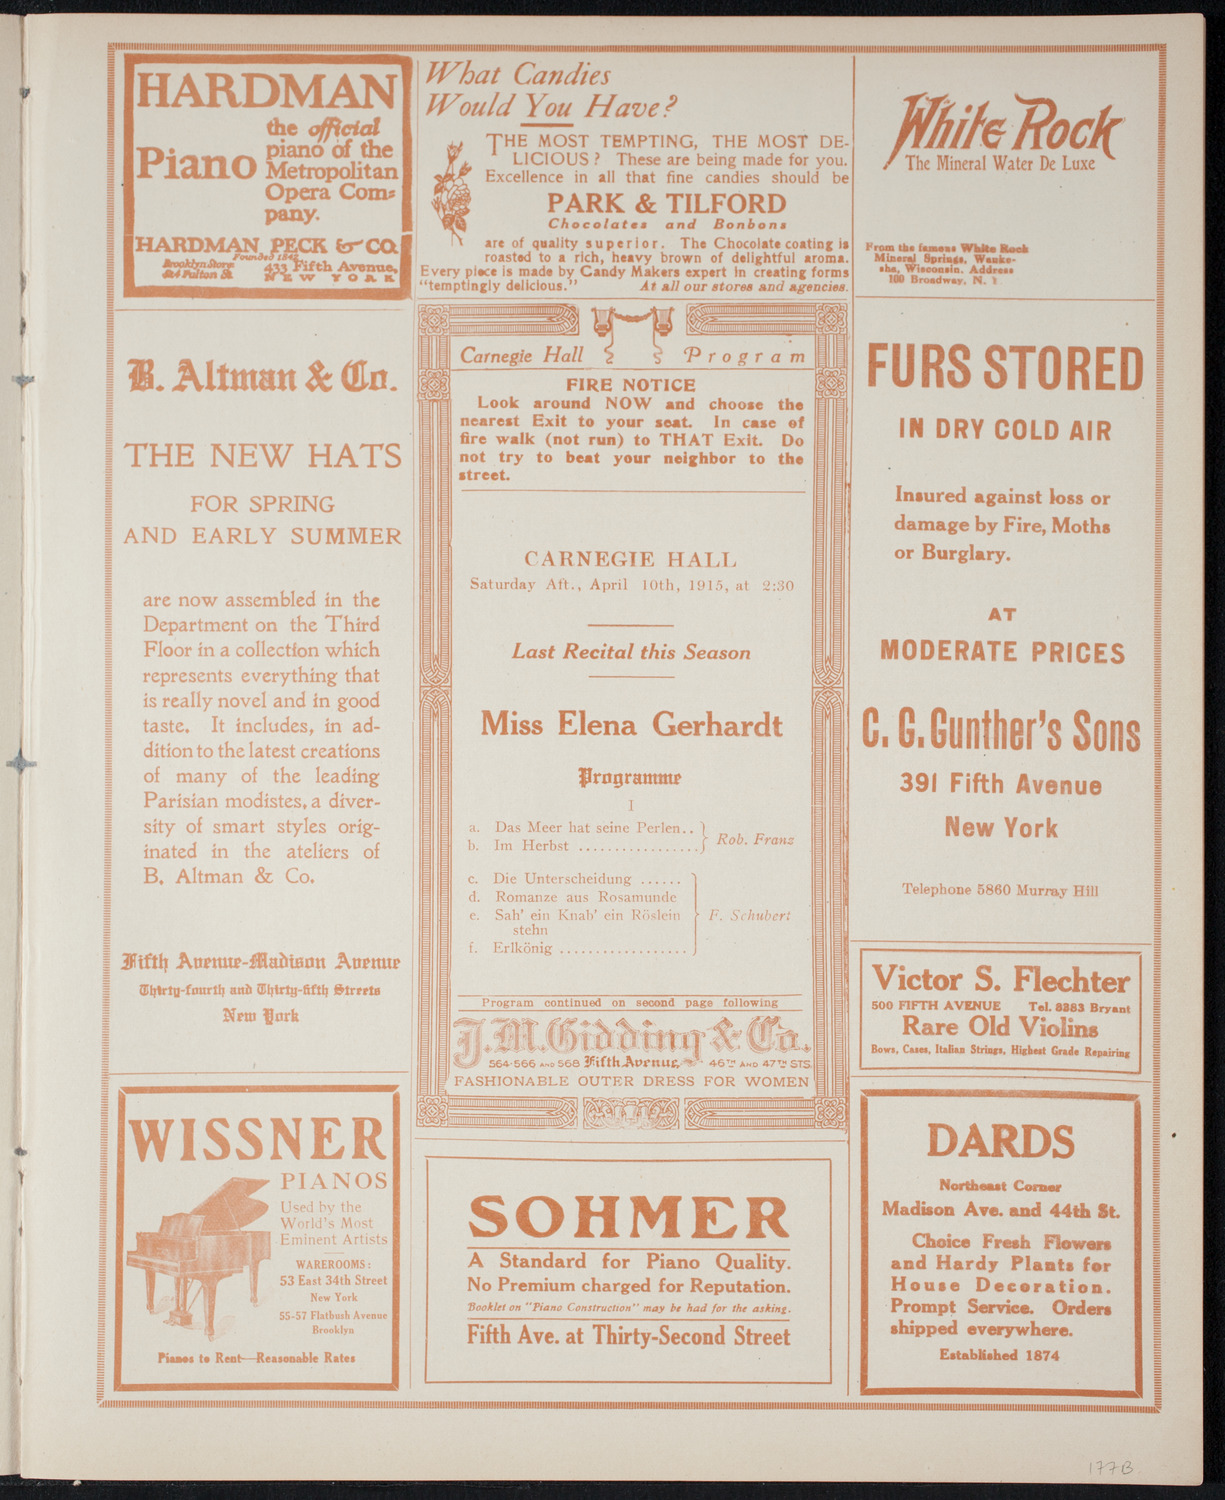 HARDMAN
Piano
the official
piano of the
Metropolitan
Opera Com-
pany.
HARDMAN, PECK & CO.
Founded 1842
Brooklyn Store
524 Fulton St.
433 Fifth Avenue,
NEW YORK
What Candies
Would You Have?
THE MOST TEMPTING, THE MOST DE-
LICIOUS? These are being made for you.
Excellence in all that fine candies should be
PARK & TILFORD
Chocolates and Bonbons
are of quality superior. The Chocolate coating is
roasted to a rich, heavy brown of delightful aroma.
Every piece is made by Candy Makers expert in creating forms
"temptingly delicious." At all our stores and agencies.
White Rock
The Mineral Water De Luxe
From the famous White Rock
Mineral Springs, Wauke-
sha, Wisconsin. Address
100 Broadway, N. Y.
B. Altman & Co.
THE NEW HATS
FOR SPRING
AND EARLY SUMMER
are now assembled in the
Department on the Third
Floor in a collection which
represents everything that
is really novel and in good
taste. It includes, in ad-
dition to the latest creations
of many of the leading
Parisian modistes, a diver-
sity of smart styles orig-
inated in the ateliers of
B. Altman & Co.
Fifth Avenue-Madison Avenue
Thirty-fourth and Thirty-fifth Streets
New York
WISSNER
PIANOS
Used by the
World's Most
Eminent Artists
WAREROOMS:
53 East 34th Street
New York
55-57 Flatbush Avenue
Brooklyn
Pianos to Rent—Reasonable Rates
Carnegie Hall Program
FIRE NOTICE
Look around NOW and choose the
nearest Exit to your seat. In case of
fire walk (not run) to THAT Exit. Do
not try to beat your neighbor to the
street.
CARNEGIE HALL
Saturday Aft., April 10th, 1915, at 2:30
Last Recital this Season
Miss Elena Gerhardt
Programme
I
a. Das Meer hat seine Perlen..
b. Im Herbst .................
Rob. Franz
c. Die Unterscheidung ......
d. Romanze aus Rosamunde
e. Sah' ein Knab' ein Röslein
stehn
f. Erlkönig .................
F. Schubert
Program continued on second page following
J.M. Gidding & Co.
564-566 AND 568 Fifth Avenue, 46TH AND 47TH STS.
FASHIONABLE OUTER DRESS FOR WOMEN
SOHMER
A Standard for Piano Quality.
No Premium charged for Reputation.
Booklet on "Piano Construction" may be had for the asking.
Fifth Ave. at Thirty-Second Street
FURS STORED
IN DRY COLD AIR
Insured against loss or
damage by Fire, Moths
or Burglary.
AT
MODERATE PRICES
C. G. Gunther's Sons
391 Fifth Avenue
New York
Telephone 5860 Murray Hill
Victor S. Flechter
500 FIFTH AVENUE Tel. 8383 Bryant
Rare Old Violins
Bows, Cases, Italian Strings, Highest Grade Repairing
DARDS
Northeast Corner
Madison Ave. and 44th St.
Choice Fresh Flowers
and Hardy Plants for
House Decoration.
Prompt Service. Orders
shipped everywhere.
Established 1874
177B